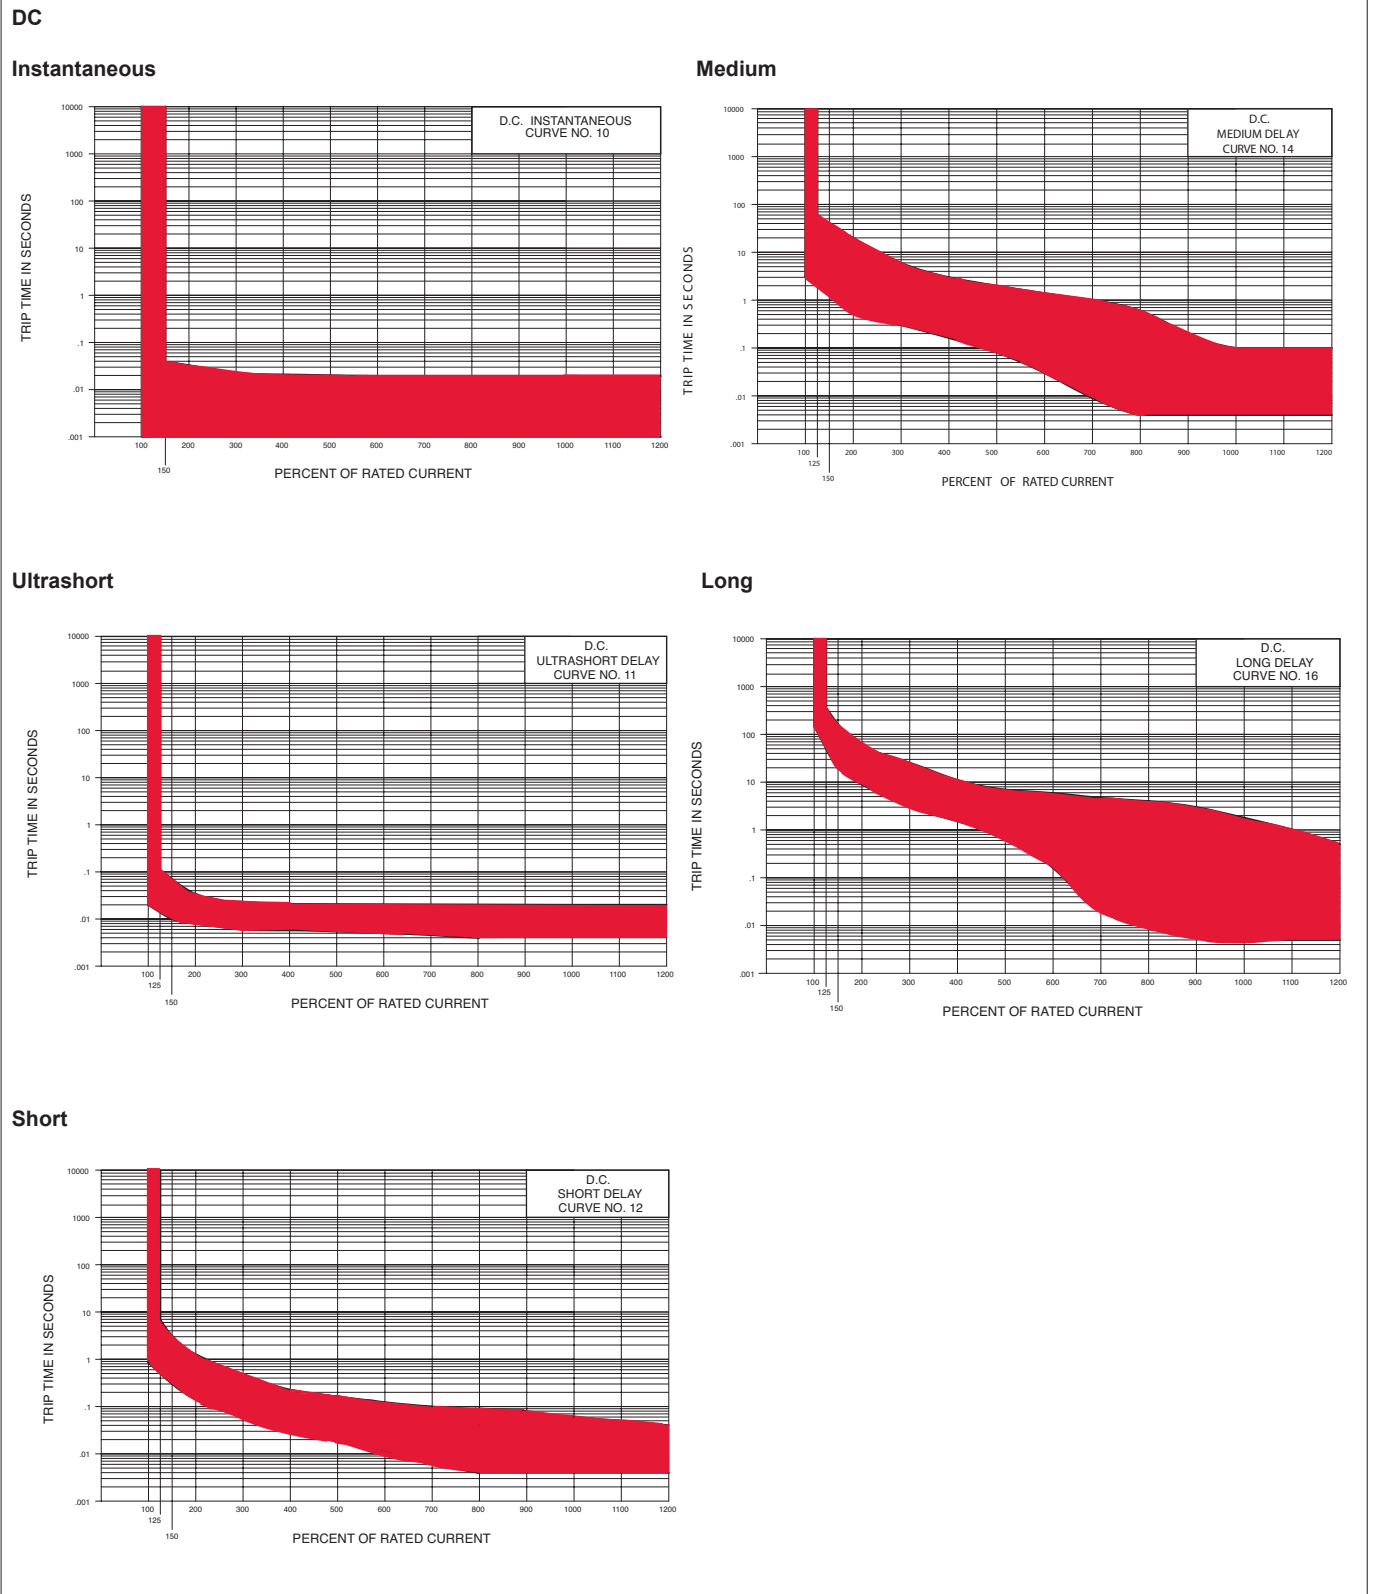 DC
Instantaneous
D.C. INSTANTANEOUS
CURVE NO. 10
TRIP TIME IN SECONDS
10000
1000
100
10
1
.1
.01
.001
100 200 300 400 500 600 700 800 900 1000 1100 1200
150
PERCENT OF RATED CURRENT
Medium
D.C.
MEDIUM DELAY
CURVE NO. 14
TRIP TIME IN SECONDS
10000
1000
100
10
1
.1
.01
.001
100 200 300 400 500 600 700 800 900 1000 1100 1200
125
150
PERCENT OF RATED CURRENT
Ultrashort
D.C.
ULTRASHORT DELAY
CURVE NO. 11
TRIP TIME IN SECONDS
10000
1000
100
10
1
.1
.01
.001
100 200 300 400 500 600 700 800 900 1000 1100 1200
125
150
PERCENT OF RATED CURRENT
Long
D.C.
LONG DELAY
CURVE NO. 16
TRIP TIME IN SECONDS
10000
1000
100
10
1
.1
.01
.001
100 200 300 400 500 600 700 800 900 1000 1100 1200
125
150
PERCENT OF RATED CURRENT
Short
D.C.
SHORT DELAY
CURVE NO. 12
TRIP TIME IN SECONDS
10000
1000
100
10
1
.1
.01
.001
100 200 300 400 500 600 700 800 900 1000 1100 1200
125
150
PERCENT OF RATED CURRENT